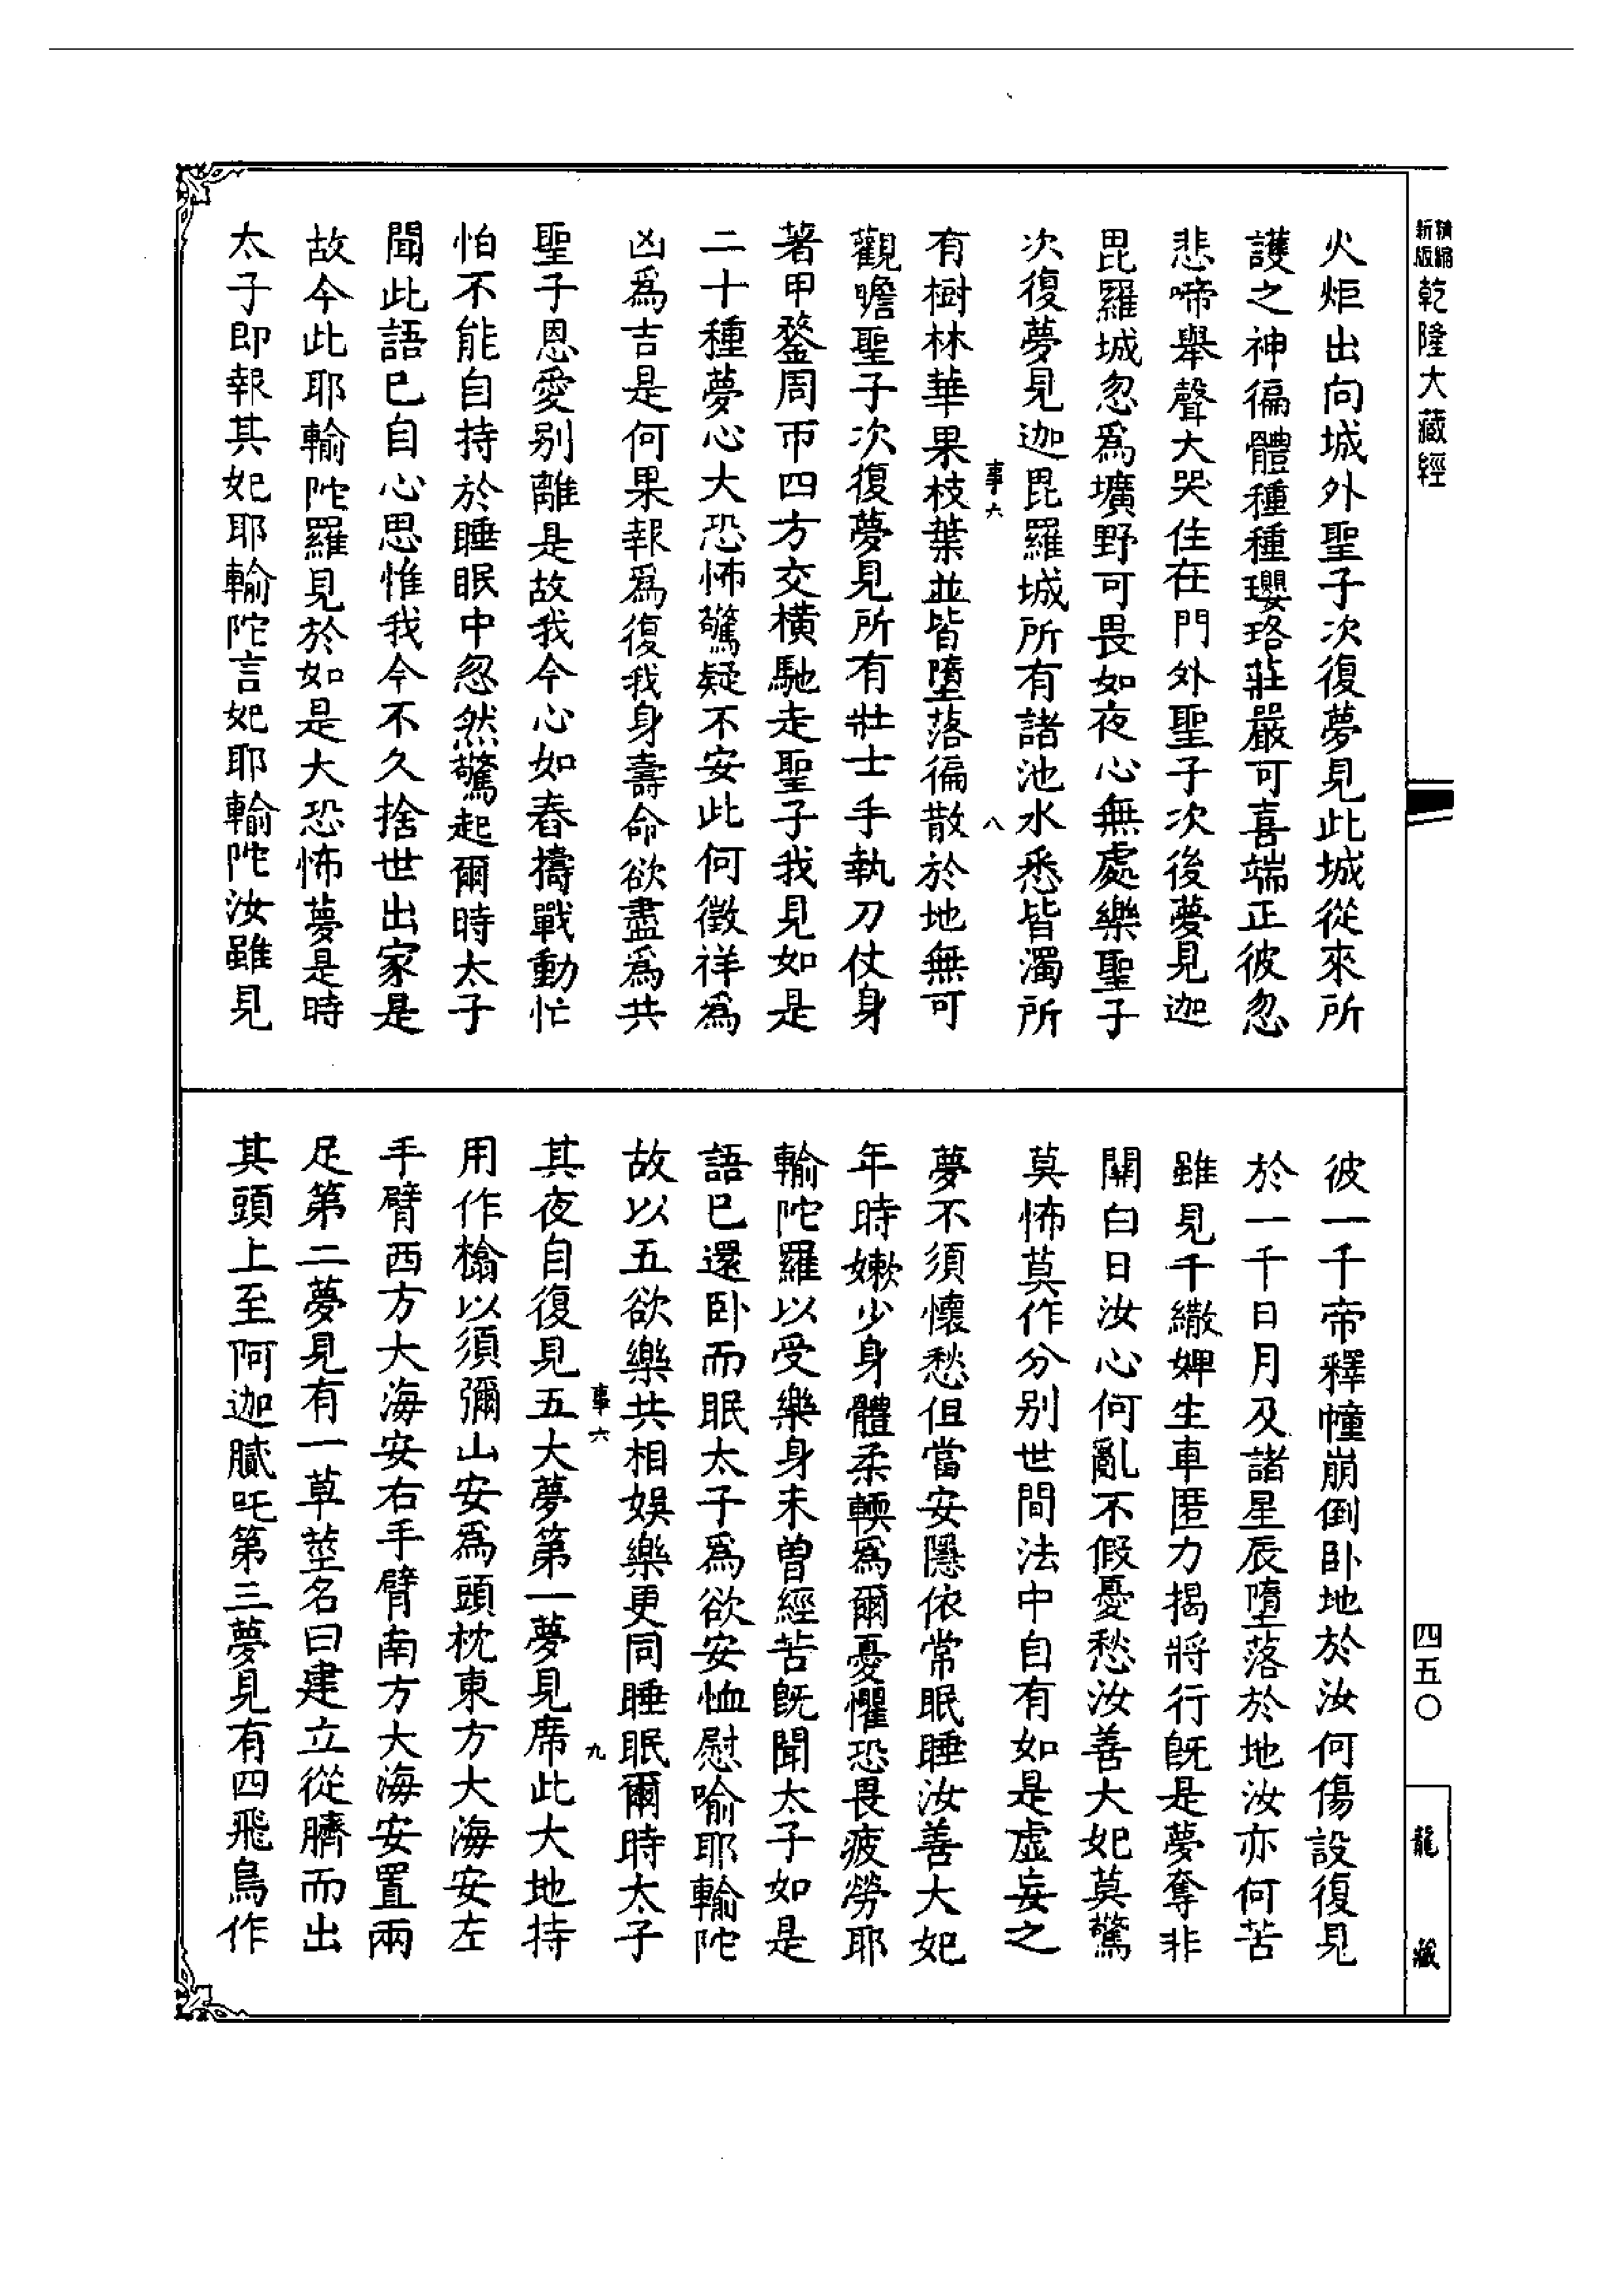 精縮新版乾隆大藏經
火炬出向城外聖子次復夢見此城從來所
護之神徧體種種瓔珞莊嚴可喜端正彼忽
悲啼舉聲大哭住在門外聖子次後夢見迦
毘羅城忽爲壙野可畏如夜心無處樂聖子
次復夢見迦毘羅城所有諸池水悉皆濁所
事六 八
有樹林華果枝葉並皆墮落徧散於地無可
觀瞻聖子次復夢見所有壯士手執刀仗身
著甲鍪周帀四方交橫馳走聖子我見如是
二十種夢心大恐怖驚疑不安此何徵祥爲
凶爲吉是何果報爲復我身壽命欲盡爲共
聖子恩愛别離是故我今心如舂擣戰動忙
怕不能自持於睡眠中忽然驚起爾時太子
聞此語已自心思惟我今不久捨世出家是
故今此耶輸陀羅見於如是大恐怖夢是時
太子即報其妃耶輸陀言妃耶輸陀汝雖見
彼一千帝釋幢崩倒卧地於汝何傷設復見
於一千日月及諸星辰墮落於地汝亦何苦
雖見千繖婢生車匿力揭將行旣是夢奪非
關白日汝心何亂不假憂愁汝善大妃莫驚
莫怖莫作分别世間法中自有如是虛妄之
夢不須懷愁但當安隱依常眠睡汝善大妃
年時嫰少身體柔輭爲爾憂懼恐畏疲勞耶
輸陀羅以受樂身未曾經苦旣聞太子如是
語已還卧而眠太子爲欲安恤慰喻耶輸陀
故以五欲樂共相娛樂更同睡眠爾時太子
事六 九
其夜自復見五大夢第一夢見席此大地持
用作㯓以須彌山安爲頭枕東方大海安左
手臂西方大海安右手臂南方大海安置兩
足第二夢見有一草莖名曰建立從臍而出
其頭上至阿迦膩吒第三夢見有四飛鳥作
四五〇
龍藏